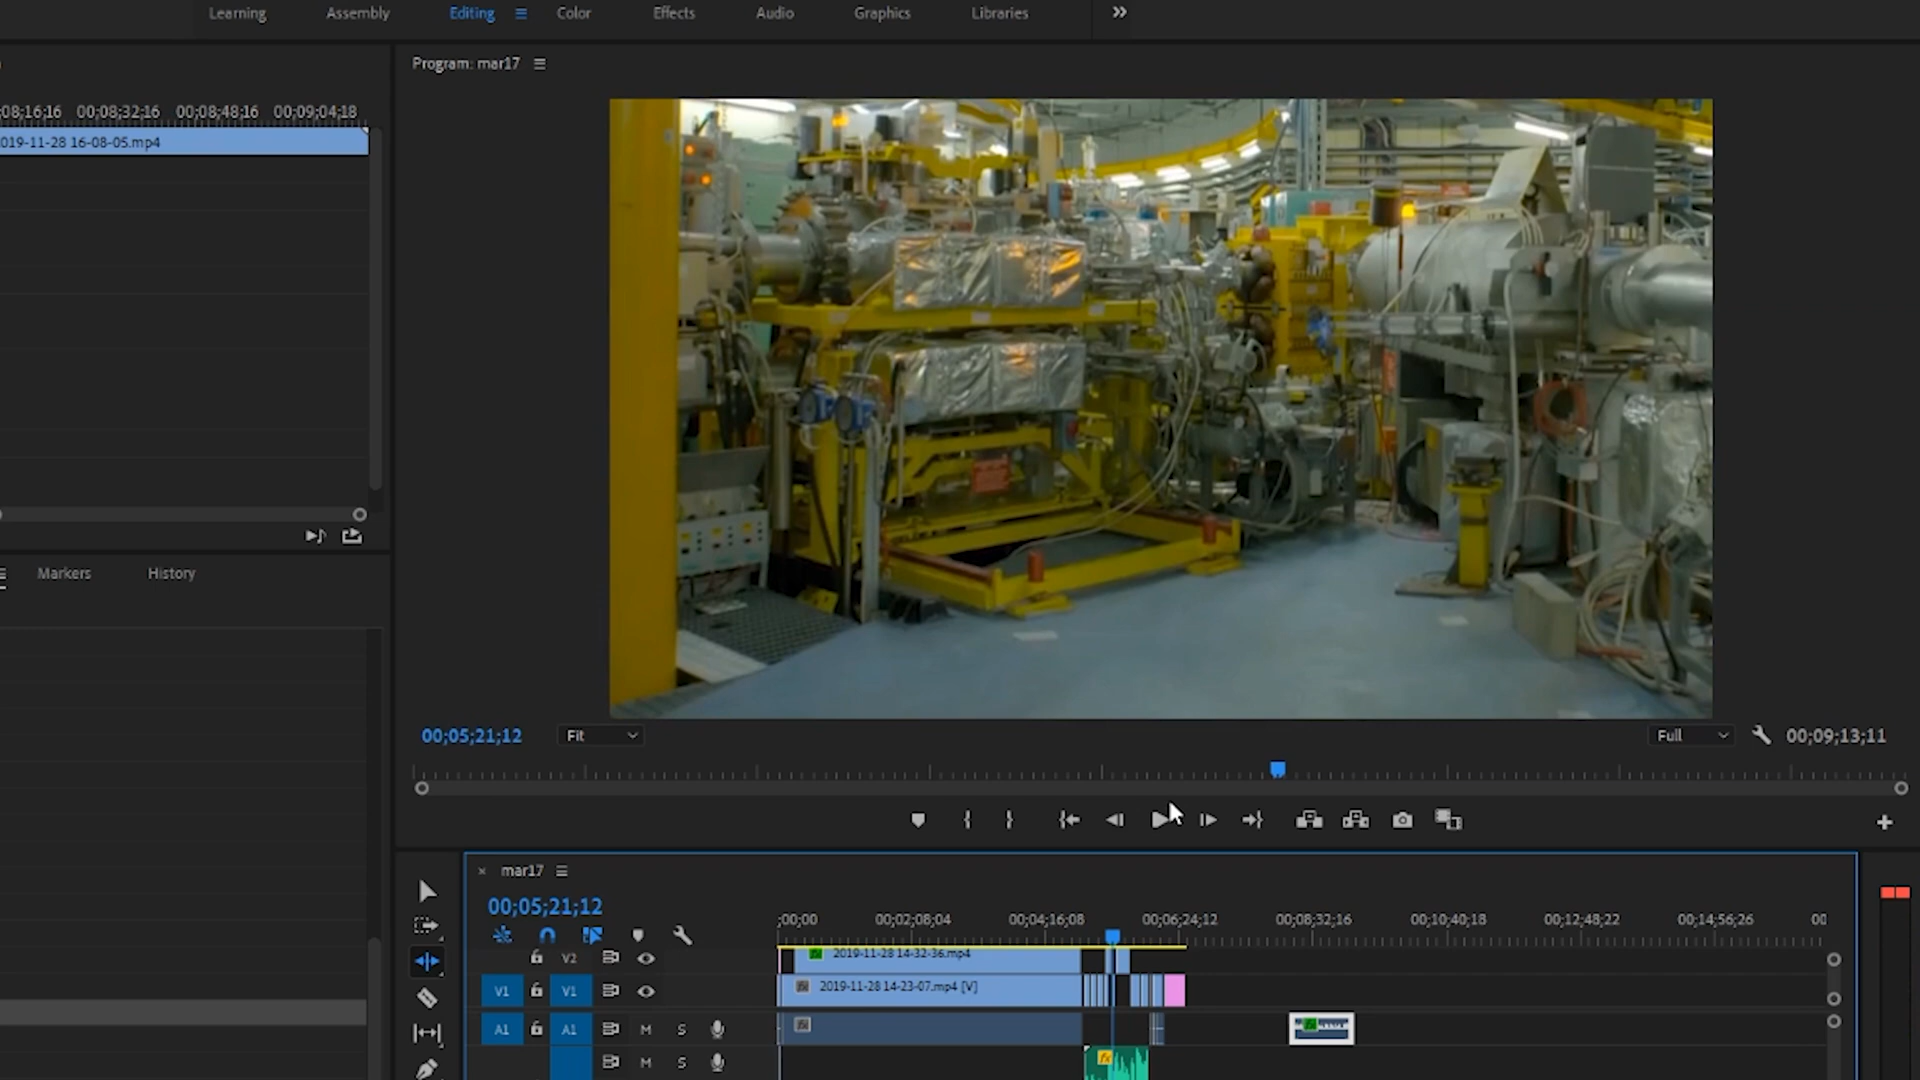 Learning Assembly Editing Color Effects Audio Graphics Libraries
Program: mar17
08;16;16 00;08;32;16 00;08;48;16 00;09;04;18
019-11-28 16-08-05.mp4
Markers History
00;05;21;12 Fit Full 00;09;13;11
mar17
00;05;21;12
;00;00 00;02;08;04 00;04;16;08 00;06;24;12 00;08;32;16 00;10;40;18 00;12;48;22 00;14;56;26 00
V2 2019-11-28 14-32-36.mp4
V1 V1 2019-11-28 14-23-07.mp4 [V]
A1 A1 M S
M S